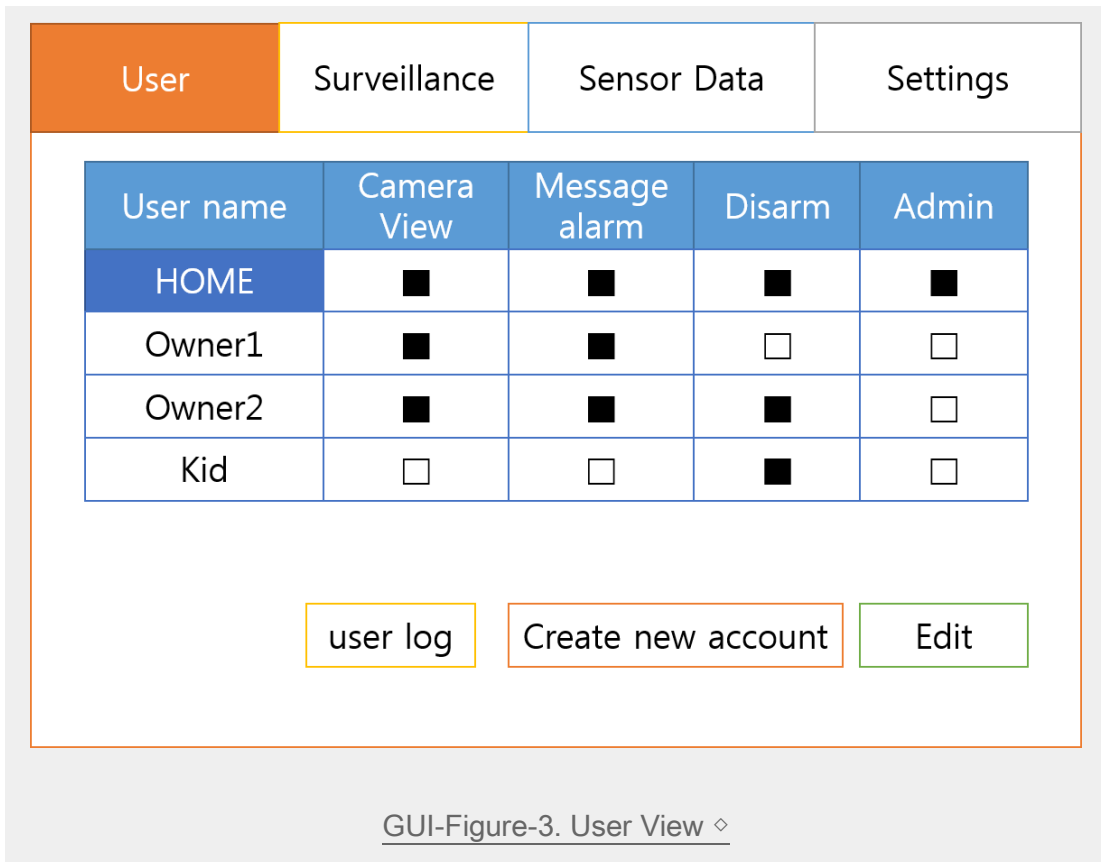 User Surveillance Sensor Data Settings
User name Camera View Message alarm Disarm Admin
HOME ■ ■ ■ ■
Owner1 ■ ■ □ □
Owner2 ■ ■ ■ □
Kid □ □ ■ □
user log Create new account Edit
GUI-Figure-3. User View ◇